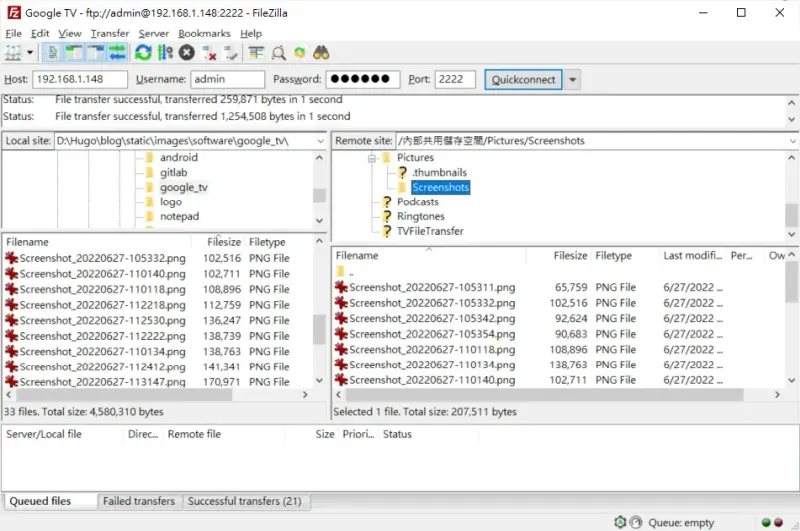 Google TV - ftp://admin@192.168.1.148:2222 - FileZilla
File Edit View Transfer Server Bookmarks Help
Host: 192.168.1.148 Username: admin Password: ●●●●●● Port: 2222 Quickconnect
Status: File transfer successful, transferred 259,871 bytes in 1 second
Status: File transfer successful, transferred 1,254,508 bytes in 1 second
Local site: D:\Hugo\blog\static\images\software\google_tv\
android
gitlab
google_tv
logo
notepad
Filename Filesize Filetype
Screenshot_20220627-105332.png 102,516 PNG File
Screenshot_20220627-110140.png 102,711 PNG File
Screenshot_20220627-110118.png 108,896 PNG File
Screenshot_20220627-112218.png 112,759 PNG File
Screenshot_20220627-112530.png 136,247 PNG File
Screenshot_20220627-112222.png 138,739 PNG File
Screenshot_20220627-110134.png 138,763 PNG File
Screenshot_20220627-112412.png 141,341 PNG File
Screenshot_20220627-113147.png 170,971 PNG File
33 files. Total size: 4,580,310 bytes
Remote site: /內部共用儲存空間/Pictures/Screenshots
Pictures
.thumbnails
Screenshots
Podcasts
Ringtones
TVFileTransfer
Filename Filesize Filetype Last modifi... Per... Ow
..
Screenshot_20220627-105311.png 65,759 PNG File 6/27/2022 ...
Screenshot_20220627-105332.png 102,516 PNG File 6/27/2022 ...
Screenshot_20220627-105342.png 92,624 PNG File 6/27/2022 ...
Screenshot_20220627-105354.png 90,683 PNG File 6/27/2022 ...
Screenshot_20220627-110118.png 108,896 PNG File 6/27/2022 ...
Screenshot_20220627-110134.png 138,763 PNG File 6/27/2022 ...
Screenshot_20220627-110140.png 102,711 PNG File 6/27/2022 ...
Selected 1 file. Total size: 207,511 bytes
Server/Local file Direc... Remote file Size Priori... Status
Queued files Failed transfers Successful transfers (21)
Queue: empty